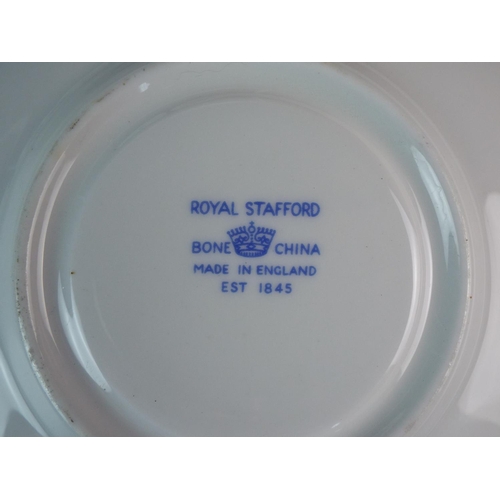 ROYAL STAFFORD
BONE CHINA
MADE IN ENGLAND
EST 1845